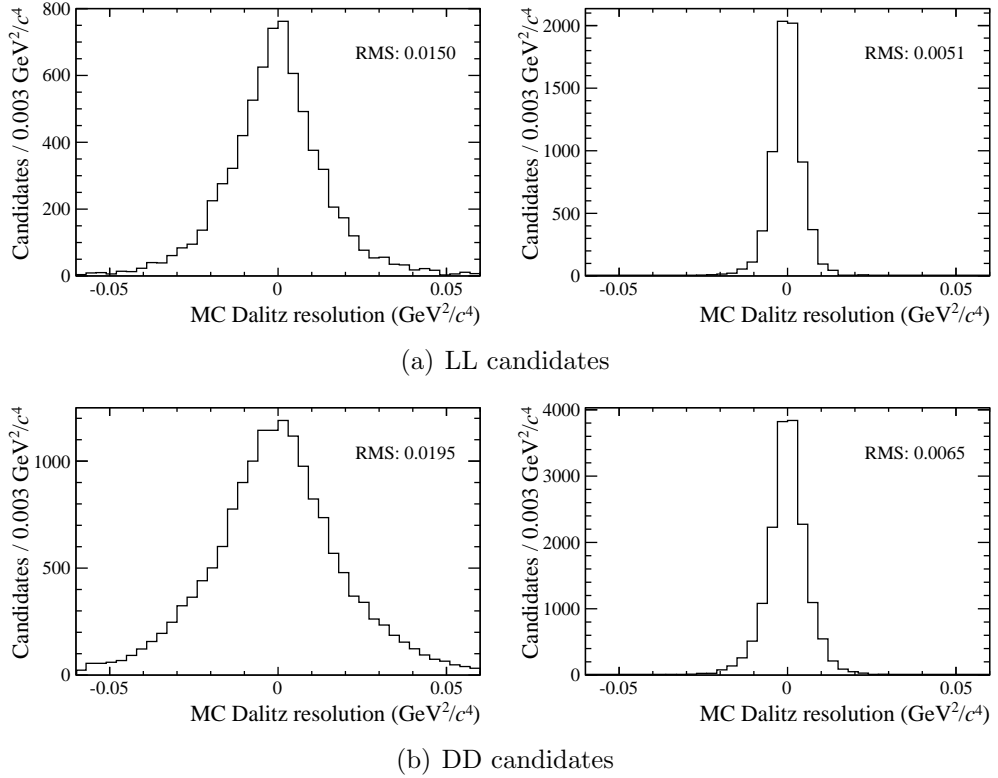 800
600
400
200
0
Candidates / 0.003 GeV²/c⁴
RMS: 0.0150
-0.05 0 0.05
MC Dalitz resolution (GeV²/c⁴)
2000
1500
1000
500
0
Candidates / 0.003 GeV²/c⁴
RMS: 0.0051
-0.05 0 0.05
MC Dalitz resolution (GeV²/c⁴)
(a) LL candidates
1000
500
0
Candidates / 0.003 GeV²/c⁴
RMS: 0.0195
-0.05 0 0.05
MC Dalitz resolution (GeV²/c⁴)
4000
3000
2000
1000
0
Candidates / 0.003 GeV²/c⁴
RMS: 0.0065
-0.05 0 0.05
MC Dalitz resolution (GeV²/c⁴)
(b) DD candidates